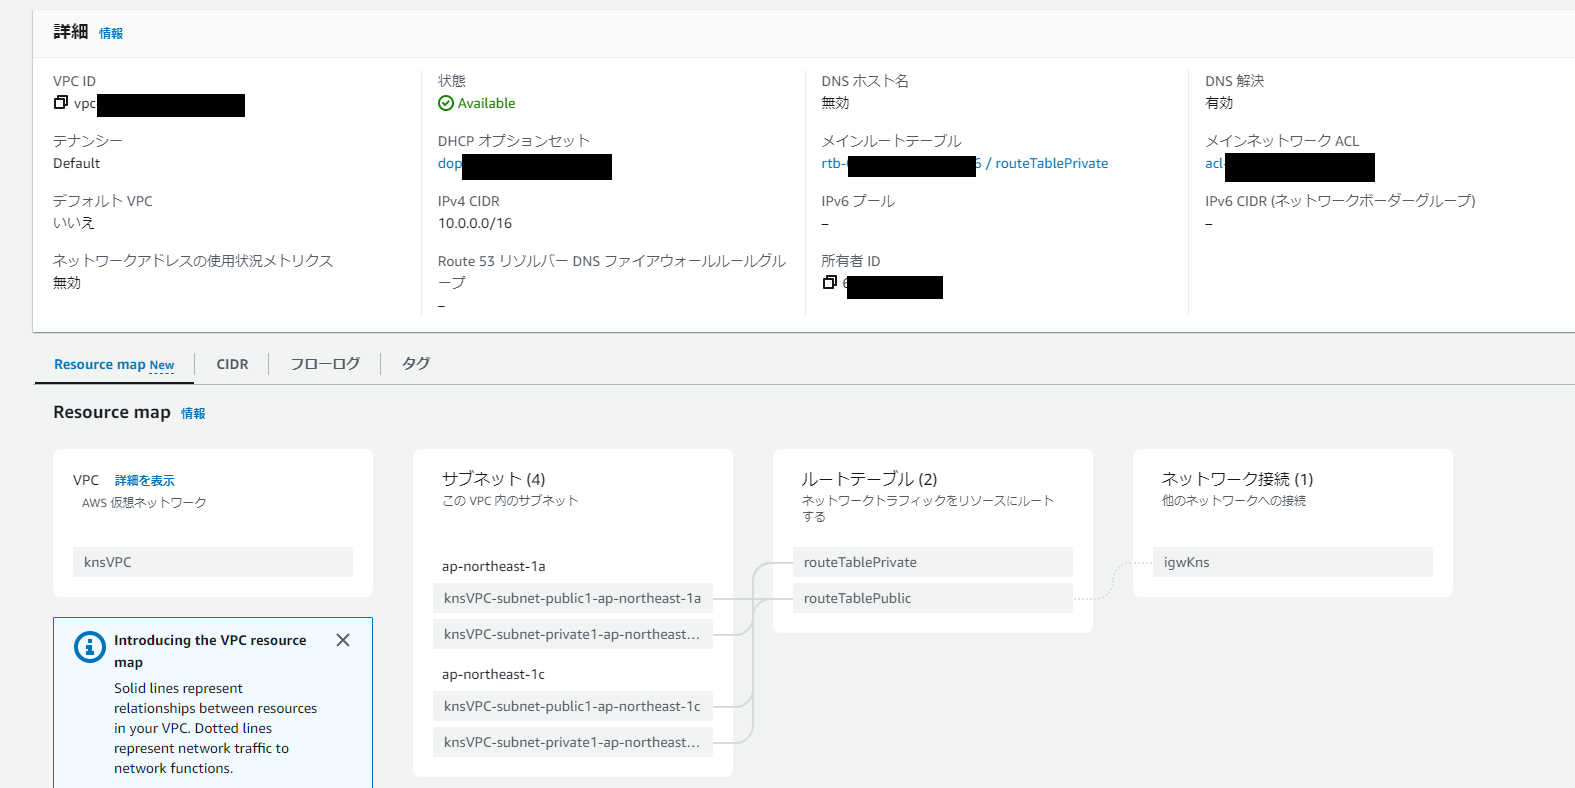 詳細 情報
VPC ID
vpc
テナンシー
Default
デフォルト VPC
いいえ
ネットワークアドレスの使用状況メトリクス
無効
状態
Available
DHCP オプションセット
dop
IPv4 CIDR
10.0.0.0/16
Route 53 リゾルバー DNS ファイアウォールルールグル
ープ
–
DNS ホスト名
無効
メインルートテーブル
rtb- / routeTablePrivate
IPv6 プール
–
所有者 ID
DNS 解決
有効
メインネットワーク ACL
acl-
IPv6 CIDR (ネットワークボーダーグループ)
–
Resource map New
CIDR
フローログ
タグ
Resource map 情報
VPC 詳細を表示
AWS 仮想ネットワーク
knsVPC
Introducing the VPC resource
map
Solid lines represent
relationships between resources
in your VPC. Dotted lines
represent network traffic to
network functions.
サブネット (4)
この VPC 内のサブネット
ap-northeast-1a
knsVPC-subnet-public1-ap-northeast-1a
knsVPC-subnet-private1-ap-northeast...
ap-northeast-1c
knsVPC-subnet-public1-ap-northeast-1c
knsVPC-subnet-private1-ap-northeast...
ルートテーブル (2)
ネットワークトラフィックをリソースにルート
する
routeTablePrivate
routeTablePublic
ネットワーク接続 (1)
他のネットワークへの接続
igwKns